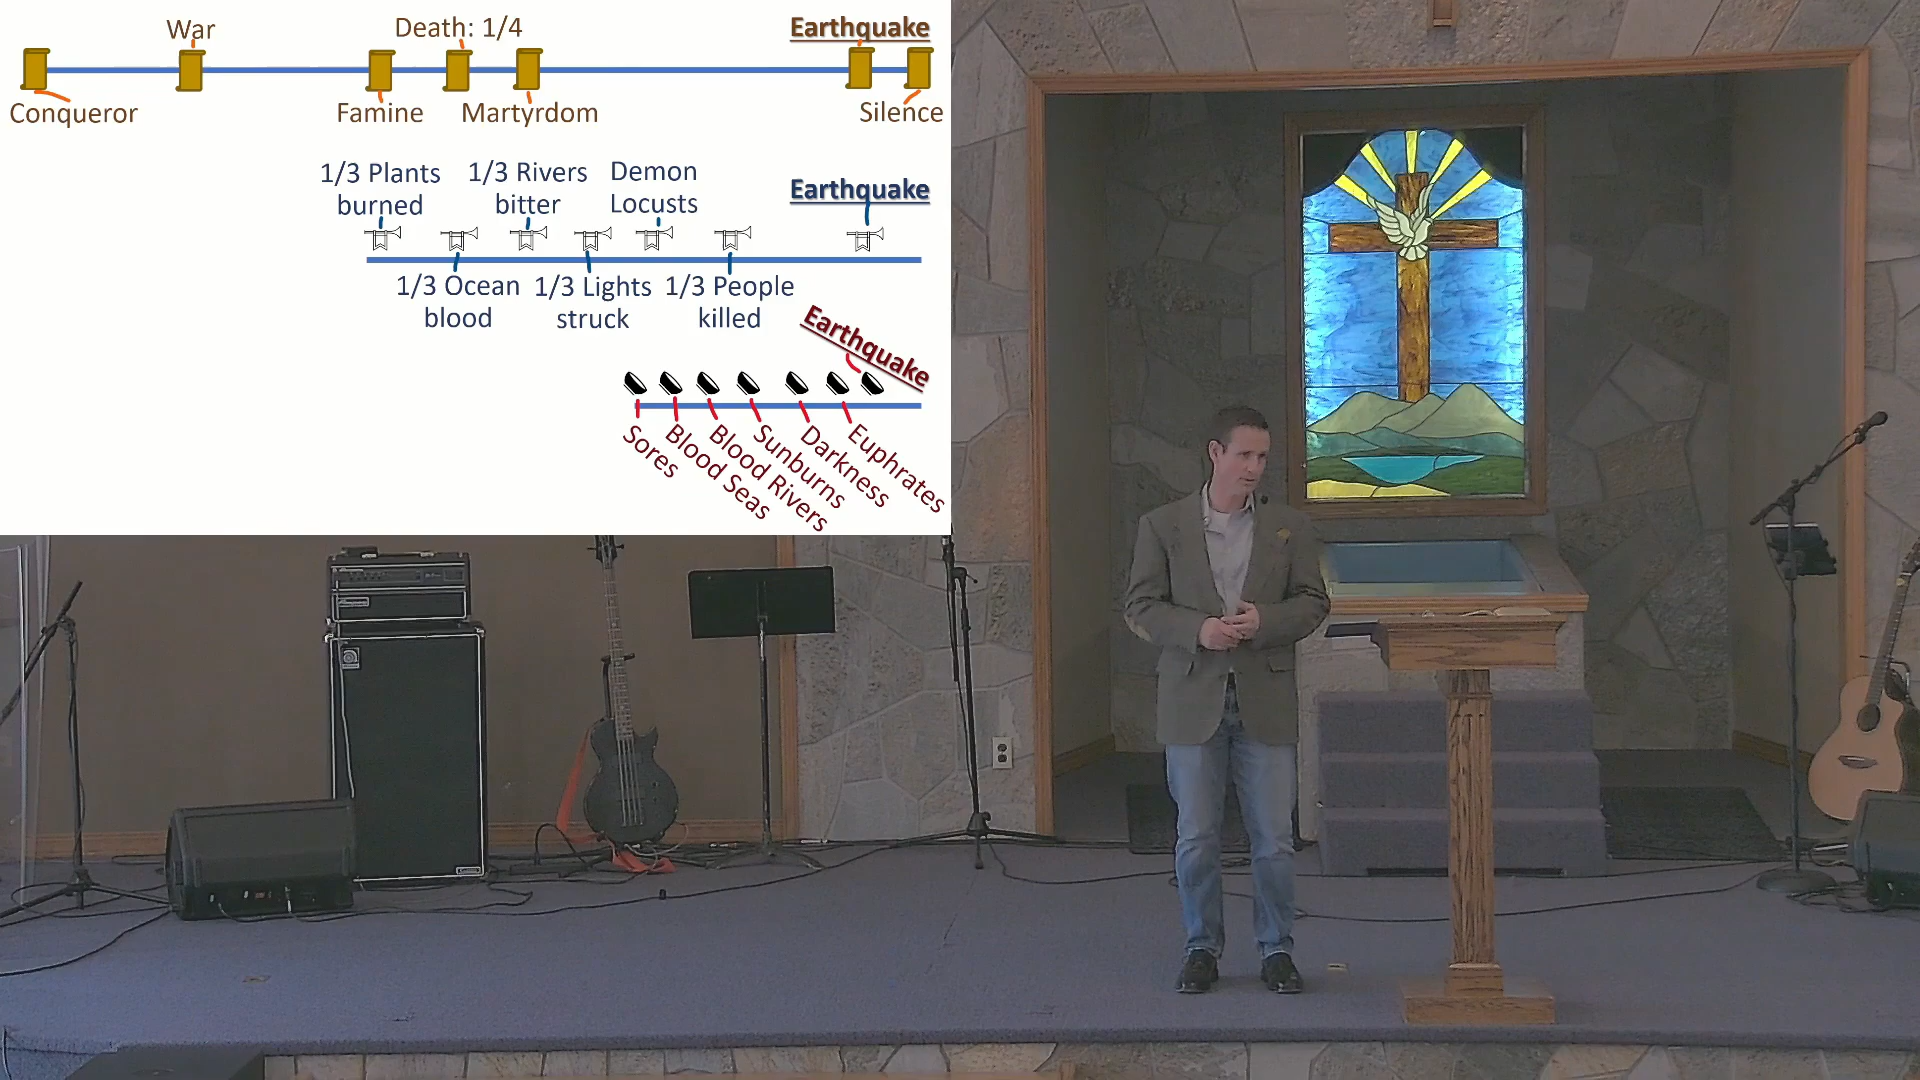 War
Death: 1/4
Earthquake
Conqueror
Famine
Martyrdom
Silence
1/3 Plants
burned
1/3 Rivers
bitter
Demon
Locusts
Earthquake
1/3 Ocean
blood
1/3 Lights
struck
1/3 People
killed
Earthquake
Sores
Blood Seas
Blood Rivers
Sunburns
Darkness
Euphrates